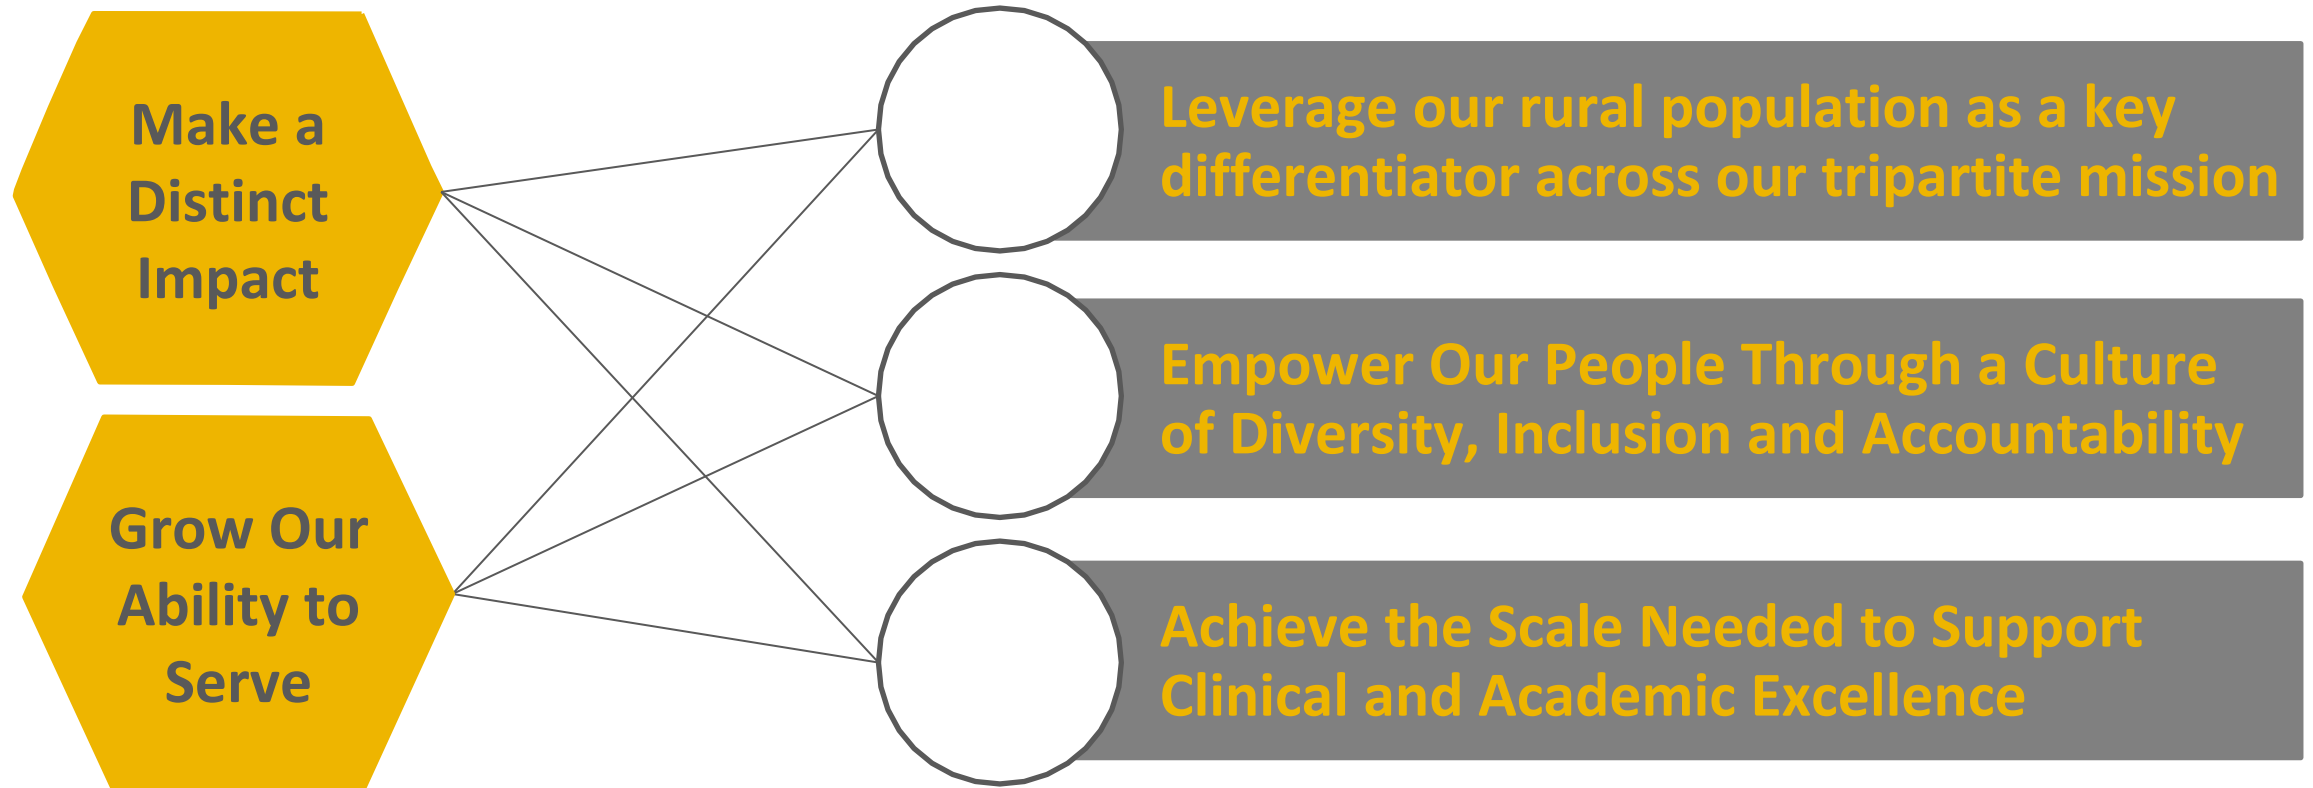 Make a
Distinct
Impact
Grow Our
Ability to
Serve
Leverage our rural population as a key
differentiator across our tripartite mission
Empower Our People Through a Culture
of Diversity, Inclusion and Accountability
Achieve the Scale Needed to Support
Clinical and Academic Excellence